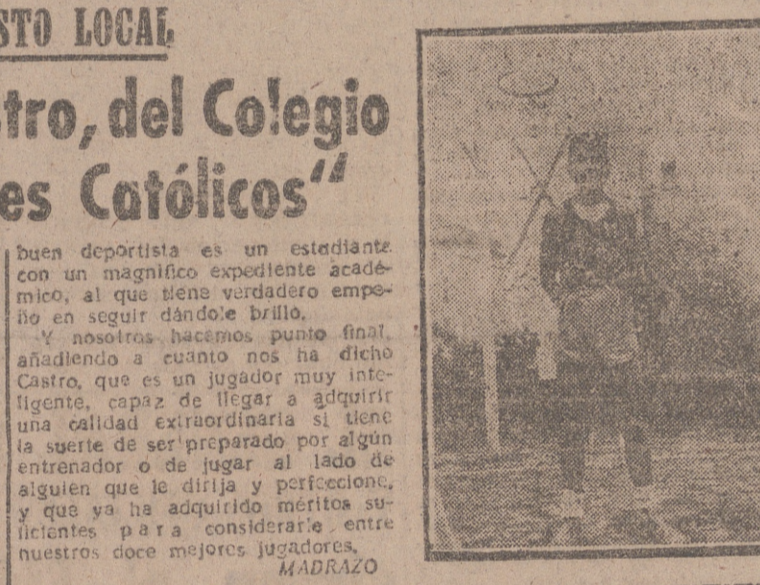 STO LOCAL
tro, del Colegio
es Católicos"
buen deportista es un estudiante
con un magnífico expediente acadé-
mico, al que tiene verdadero empe-
ño en seguir dándole brillo.
Y nosotros hacemos punto final,
añadiendo a cuanto nos ha dicho
Castro, que es un jugador muy inte-
ligente, capaz de llegar a adquirir
una calidad extraordinaria si tiene
la suerte de ser preparado por algún
entrenador o de jugar al lado de
alguien que le dirija y perfeccione,
y que ya ha adquirido méritos su-
ficientes para considerarle entre
nuestros doce mejores jugadores.
MADRAZO